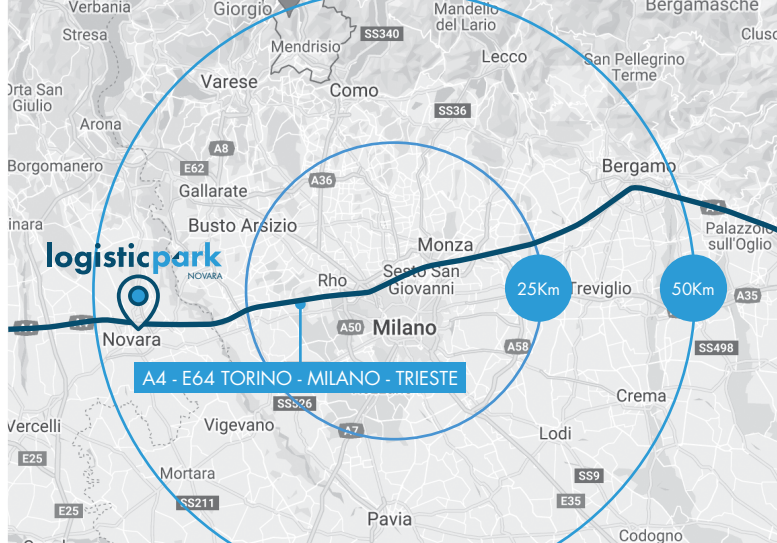 Verbania
Giorgio
Mandello
del Lario
Bergamasche
Stresa
SS340
Mendrisio
Lecco
San Pellegrino
Terme
Varese
Como
Orta San
Giulio
SS36
Arona
A8
Borgomanero
E62
A36
Bergamo
Gallarate
Busto Arsizio
Palazzolo
sull'Oglio
Monza
logisticpark
NOVARA
Rho
Sesto San
Giovanni
25Km
Treviglio
50Km
A35
A50
Milano
Novara
A58
SS498
A4 - E64 TORINO - MILANO - TRIESTE
SS526
Crema
Vercelli
Vigevano
A7
Lodi
E25
Mortara
SS9
SS211
E35
E25
Pavia
Codogno